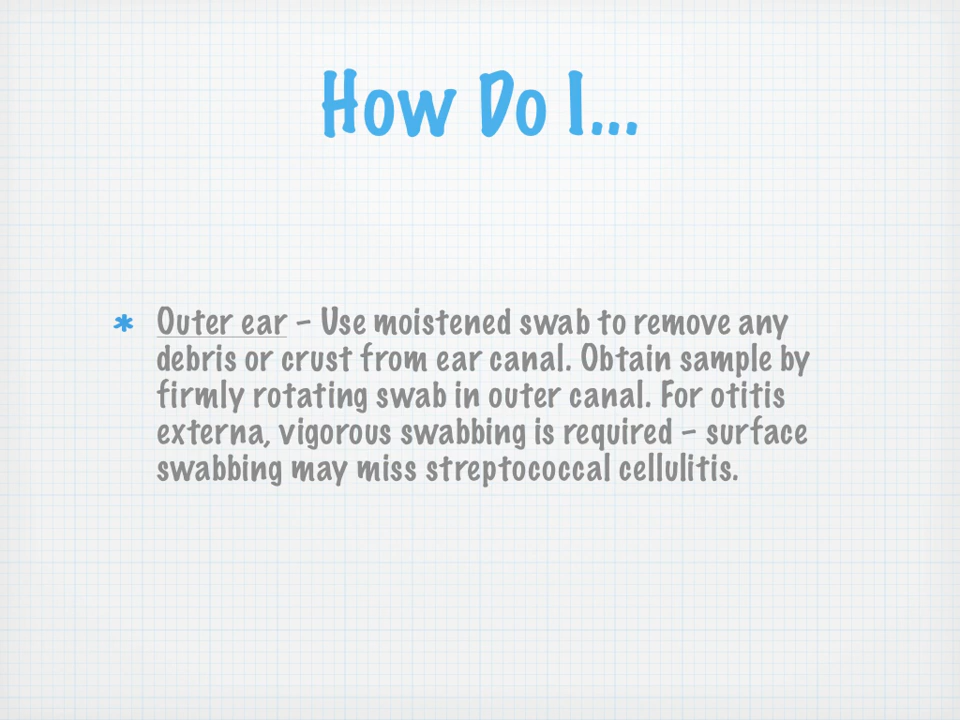 How Do I...
* Outer ear – Use moistened swab to remove any
debris or crust from ear canal. Obtain sample by
firmly rotating swab in outer canal. For otitis
externa, vigorous swabbing is required – surface
swabbing may miss streptococcal cellulitis.